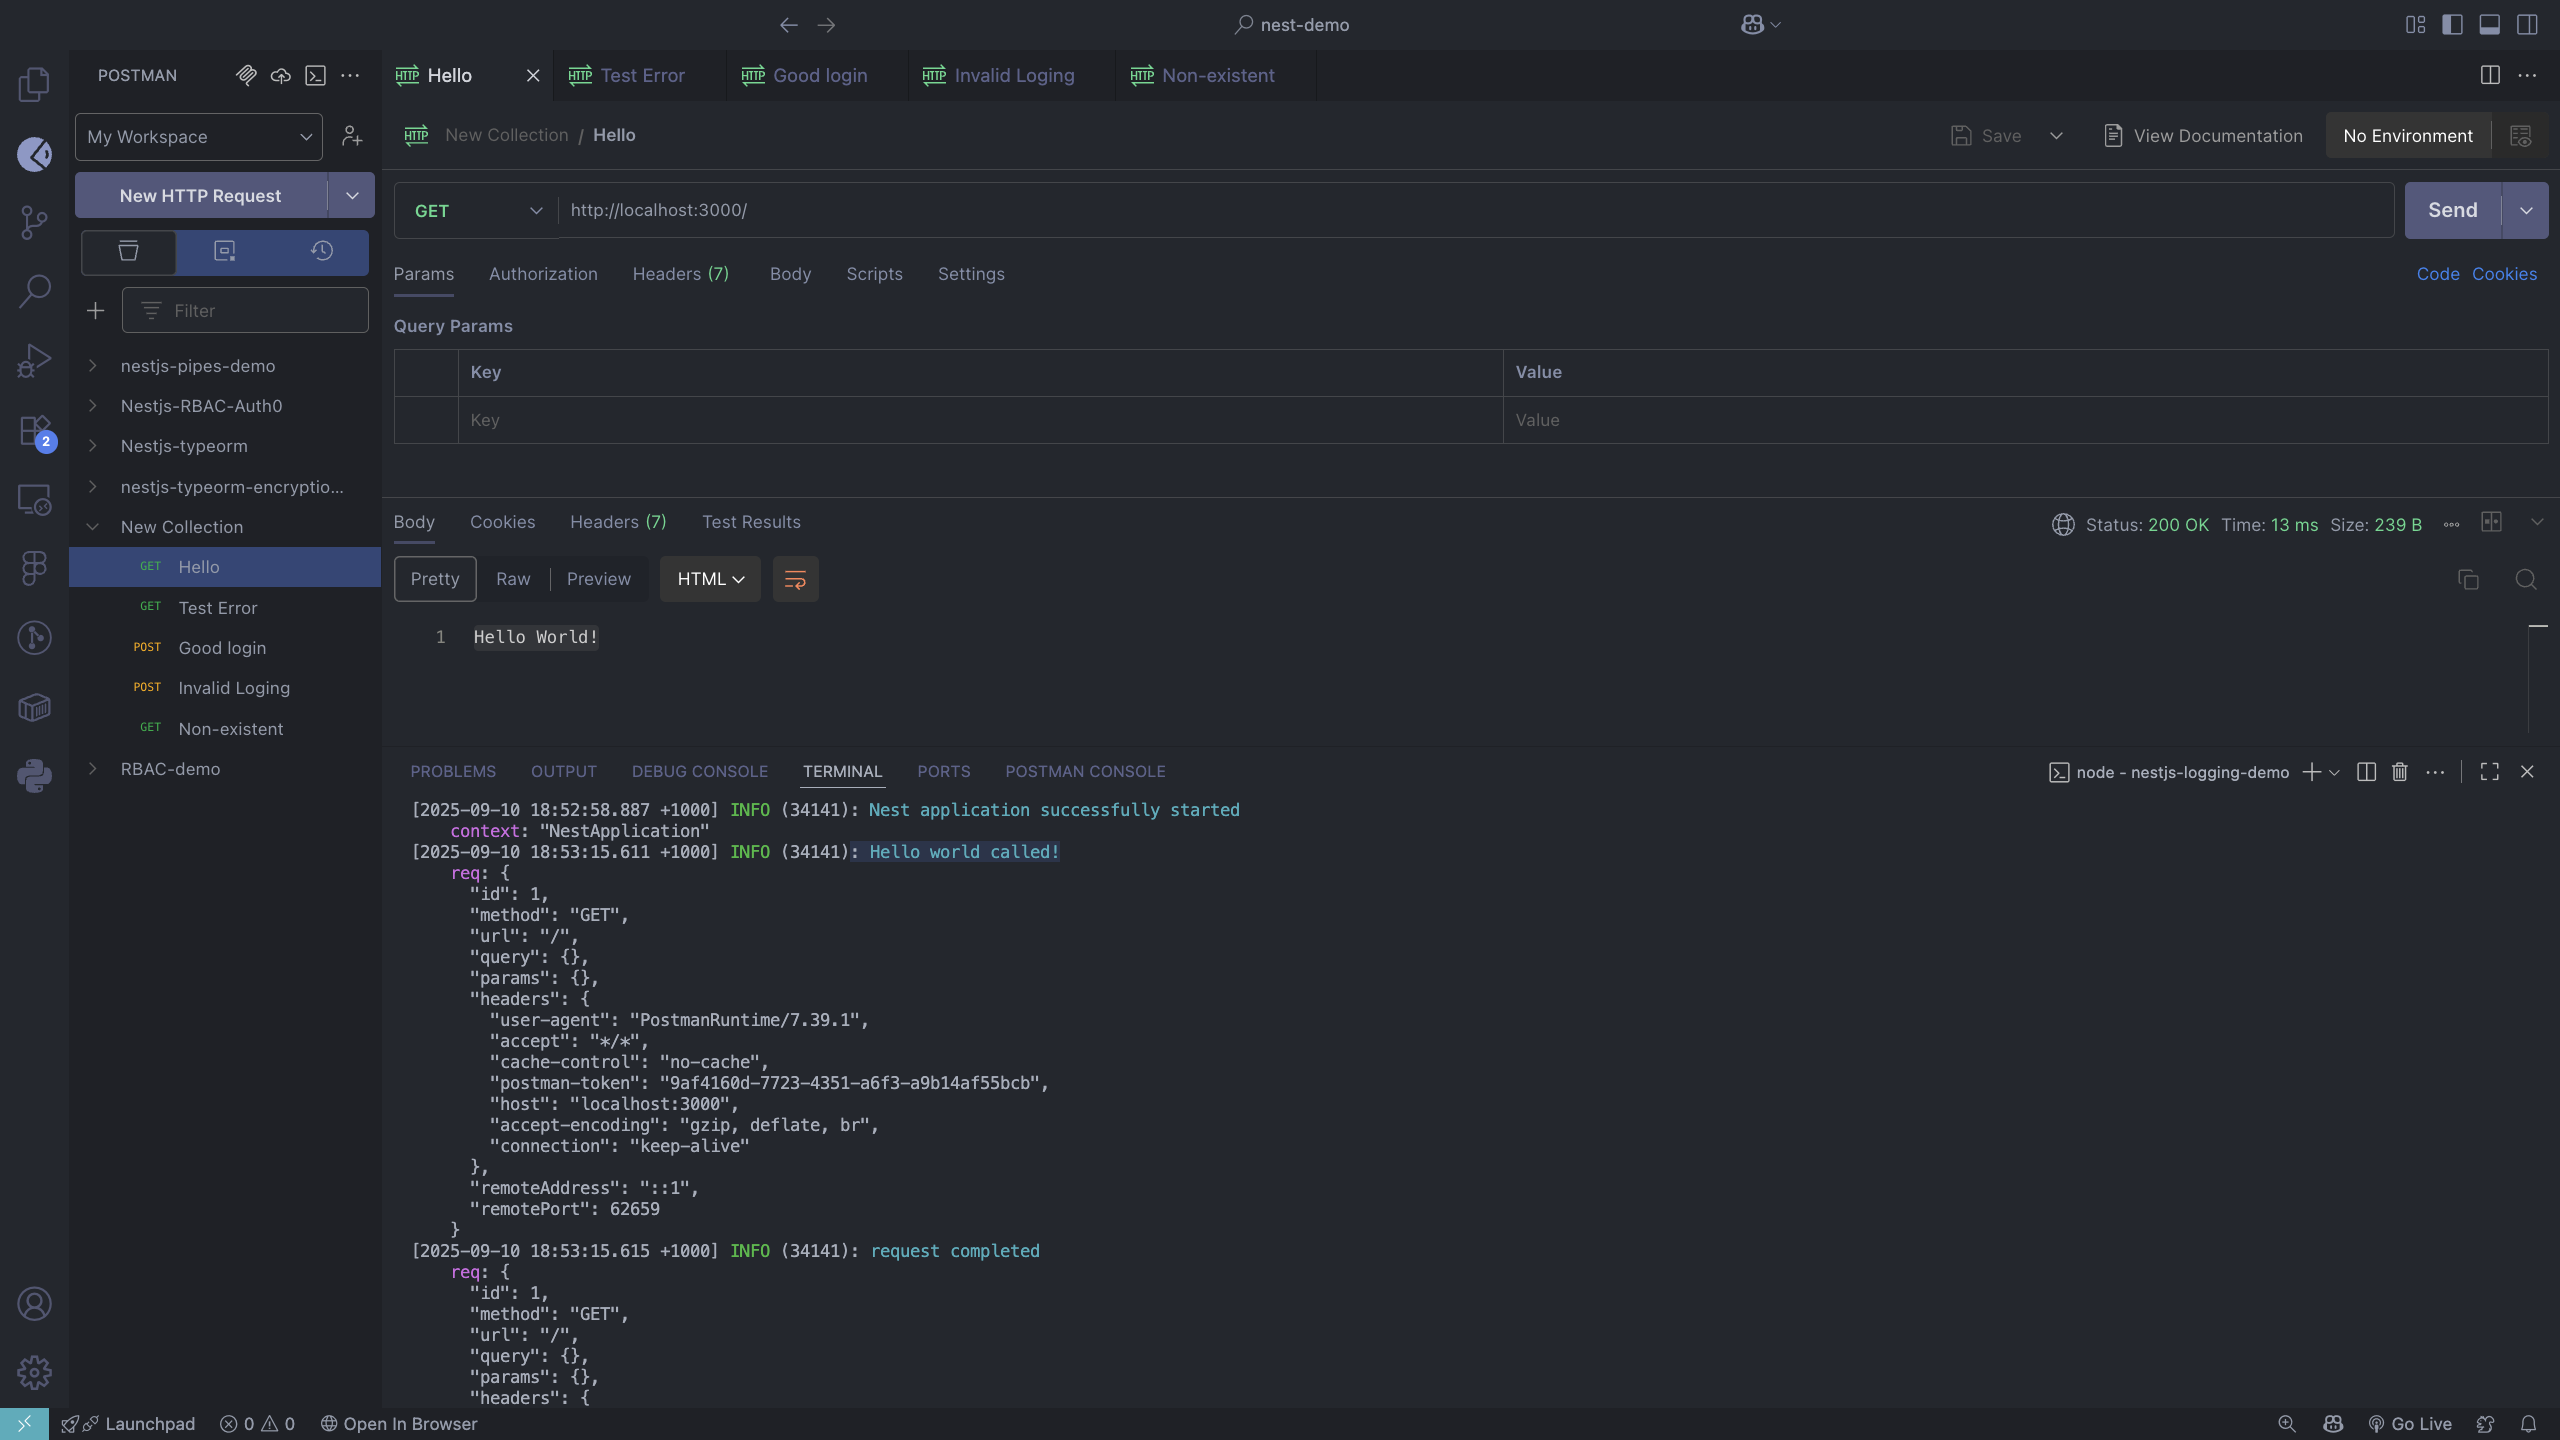 nest-demo
POSTMAN
My Workspace
New HTTP Request
Filter
nestjs-pipes-demo
Nestjs-RBAC-Auth0
Nestjs-typeorm
nestjs-typeorm-encryptio...
New Collection
GET Hello
GET Test Error
POST Good login
POST Invalid Loging
GET Non-existent
RBAC-demo
2
HTTP Hello
HTTP Test Error
HTTP Good login
HTTP Invalid Loging
HTTP Non-existent
HTTP New Collection / Hello
Save
View Documentation
No Environment
GET http://localhost:3000/
Send
Params Authorization Headers (7) Body Scripts Settings
Code Cookies
Query Params
Key Value
Key Value
Body Cookies Headers (7) Test Results
Status: 200 OK Time: 13 ms Size: 239 B
Pretty Raw Preview HTML
1 Hello World!
PROBLEMS OUTPUT DEBUG CONSOLE TERMINAL PORTS POSTMAN CONSOLE
node - nestjs-logging-demo
[2025-09-10 18:52:58.887 +1000] INFO (34141): Nest application successfully started
context: "NestApplication"
[2025-09-10 18:53:15.611 +1000] INFO (34141): Hello world called!
req: {
"id": 1,
"method": "GET",
"url": "/",
"query": {},
"params": {},
"headers": {
"user-agent": "PostmanRuntime/7.39.1",
"accept": "*/*",
"cache-control": "no-cache",
"postman-token": "9af4160d-7723-4351-a6f3-a9b14af55bcb",
"host": "localhost:3000",
"accept-encoding": "gzip, deflate, br",
"connection": "keep-alive"
},
"remoteAddress": "::1",
"remotePort": 62659
}
[2025-09-10 18:53:15.615 +1000] INFO (34141): request completed
req: {
"id": 1,
"method": "GET",
"url": "/",
"query": {},
"params": {},
"headers": {
Launchpad 0 0 Open In Browser
Go Live